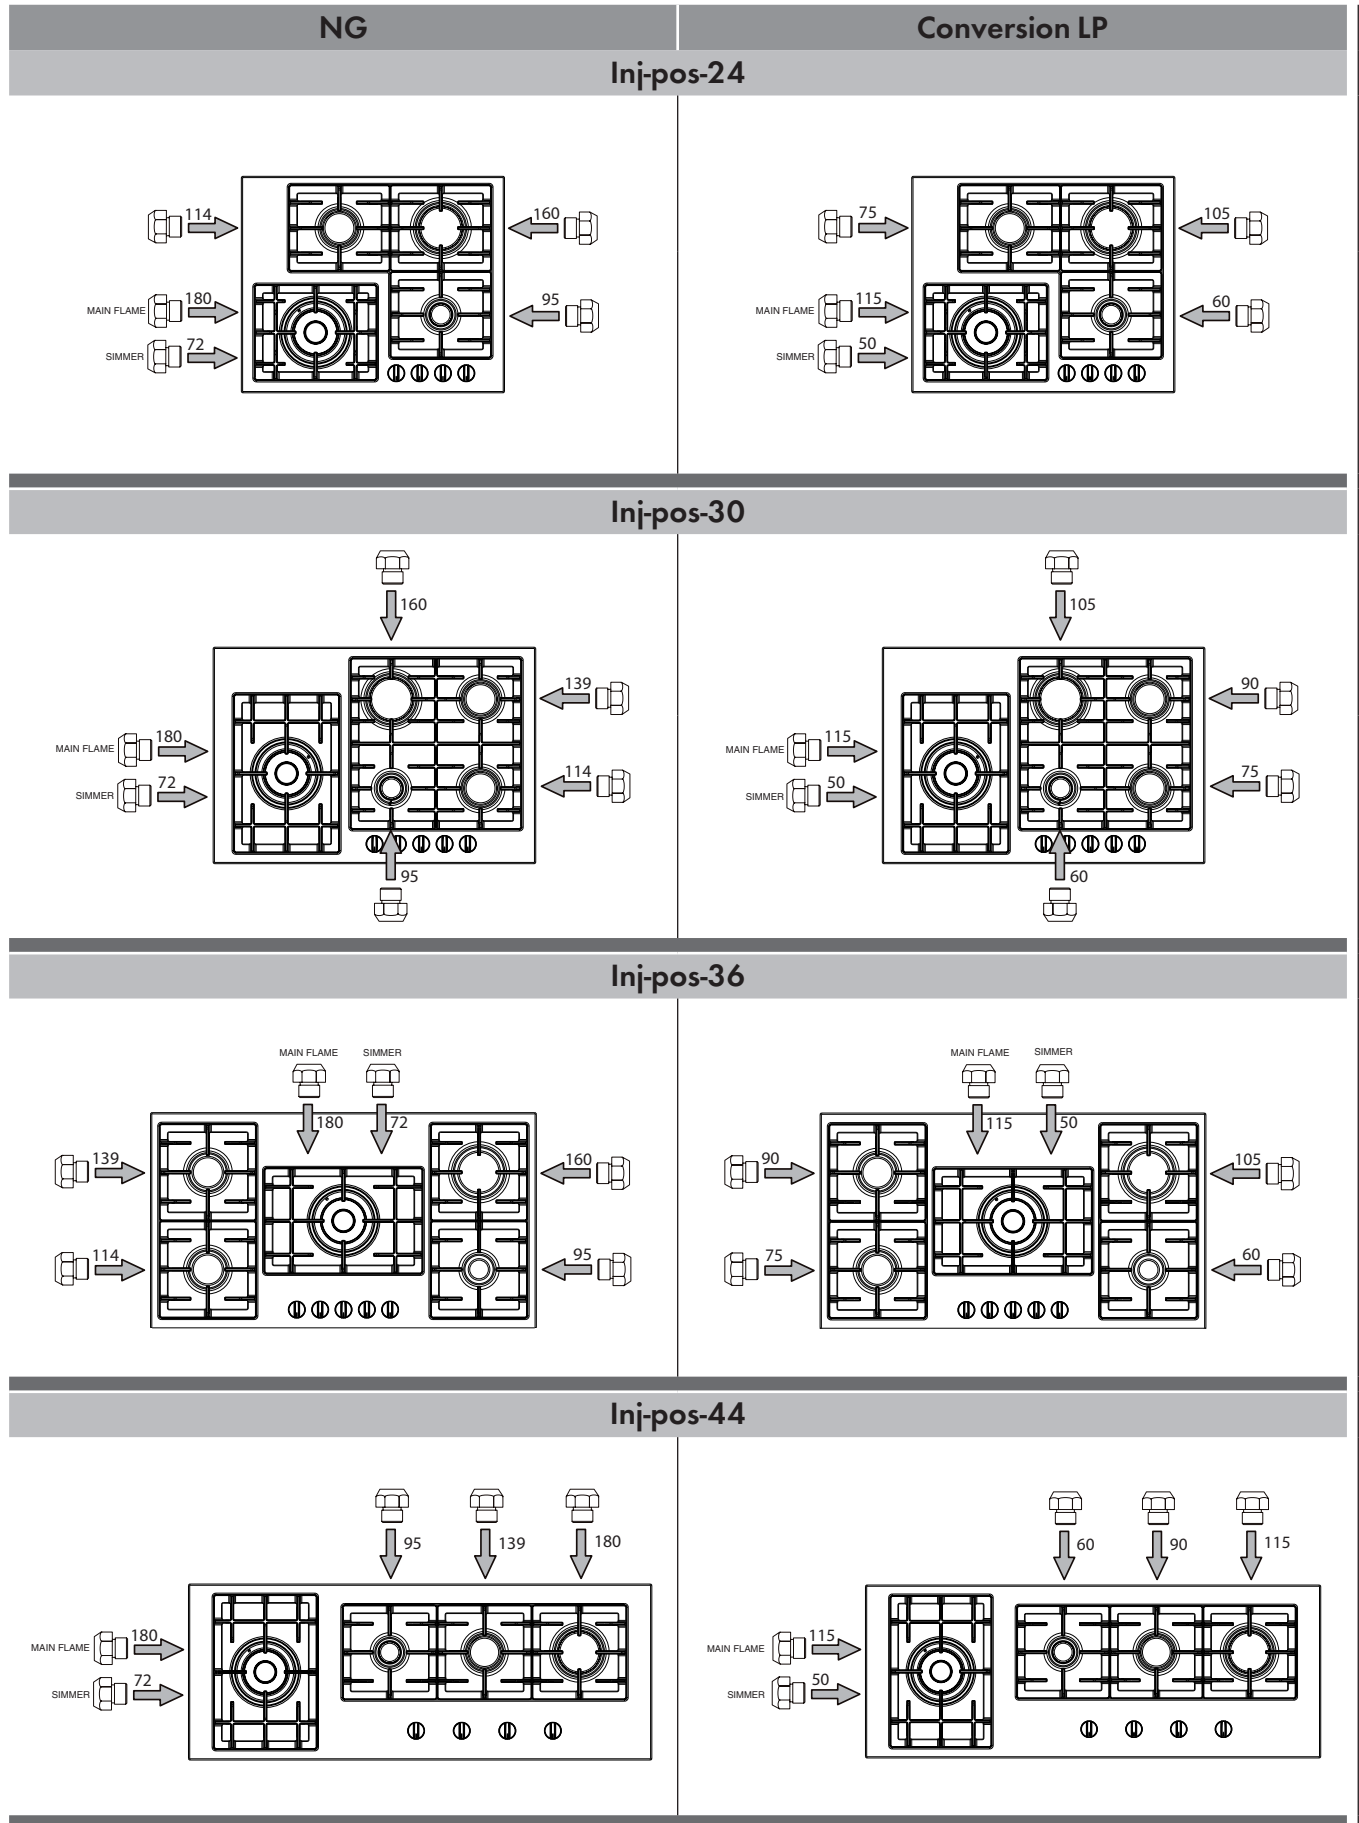 NG
Conversion LP
Inj-pos-24
114
160
MAIN FLAME 180
95
SIMMER 72
75
105
MAIN FLAME 115
60
SIMMER 50
Inj-pos-30
160
139
MAIN FLAME 180
SIMMER 72
114
95
105
90
MAIN FLAME 115
SIMMER 50
75
60
Inj-pos-36
MAIN FLAME SIMMER
180 72
139
160
114
95
MAIN FLAME SIMMER
115 50
90
105
75
60
Inj-pos-44
95 139 180
MAIN FLAME 180
SIMMER 72
60 90 115
MAIN FLAME 115
SIMMER 50